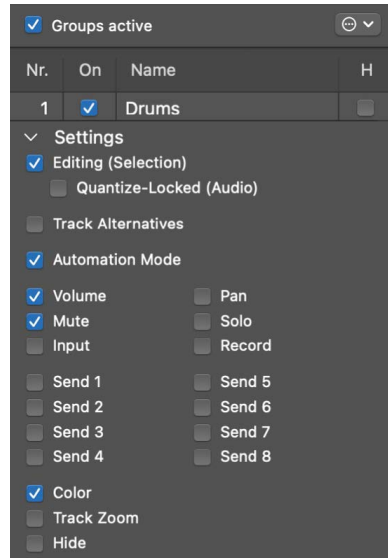 Groups active
Nr. On Name H
1 Drums
Settings
Editing (Selection)
Quantize-Locked (Audio)
Track Alternatives
Automation Mode
Volume Pan
Mute Solo
Input Record
Send 1 Send 5
Send 2 Send 6
Send 3 Send 7
Send 4 Send 8
Color
Track Zoom
Hide